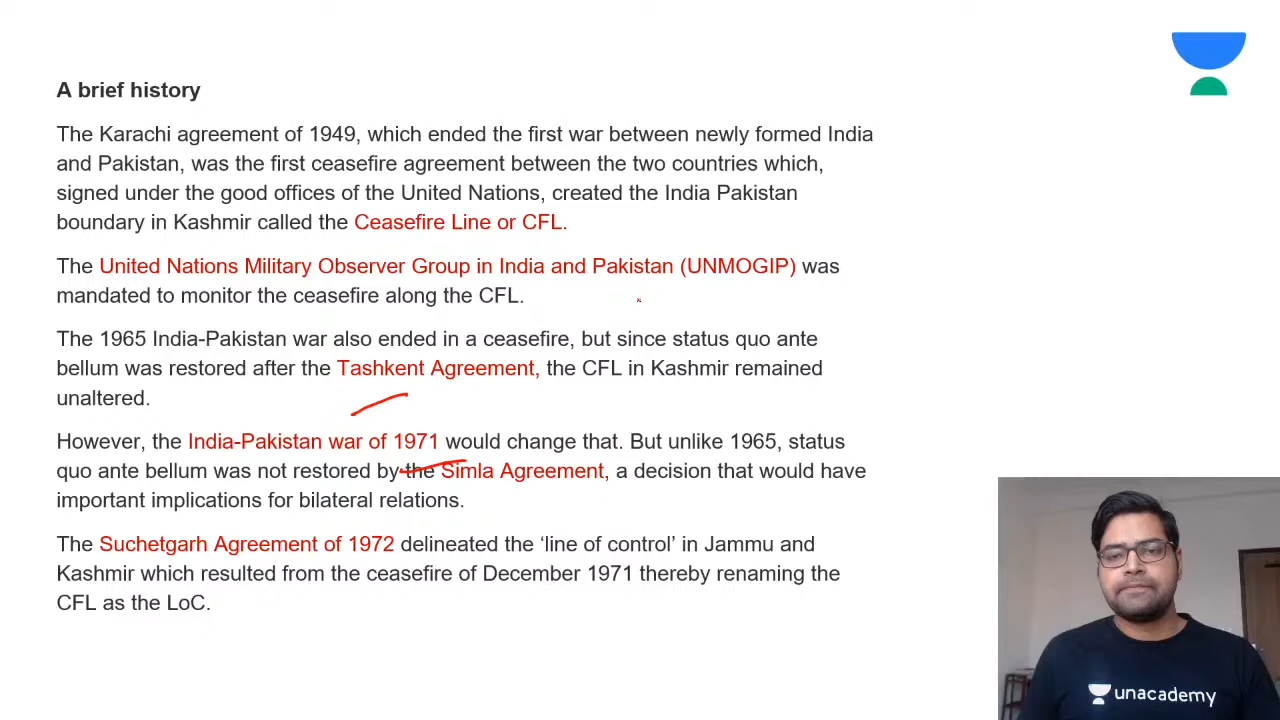 A brief history
The Karachi agreement of 1949, which ended the first war between newly formed India
and Pakistan, was the first ceasefire agreement between the two countries which,
signed under the good offices of the United Nations, created the India Pakistan
boundary in Kashmir called the Ceasefire Line or CFL.
The United Nations Military Observer Group in India and Pakistan (UNMOGIP) was
mandated to monitor the ceasefire along the CFL.
The 1965 India-Pakistan war also ended in a ceasefire, but since status quo ante
bellum was restored after the Tashkent Agreement, the CFL in Kashmir remained
unaltered.
However, the India-Pakistan war of 1971 would change that. But unlike 1965, status
quo ante bellum was not restored by the Simla Agreement, a decision that would have
important implications for bilateral relations.
The Suchetgarh Agreement of 1972 delineated the ‘line of control’ in Jammu and
Kashmir which resulted from the ceasefire of December 1971 thereby renaming the
CFL as the LoC.
unacademy